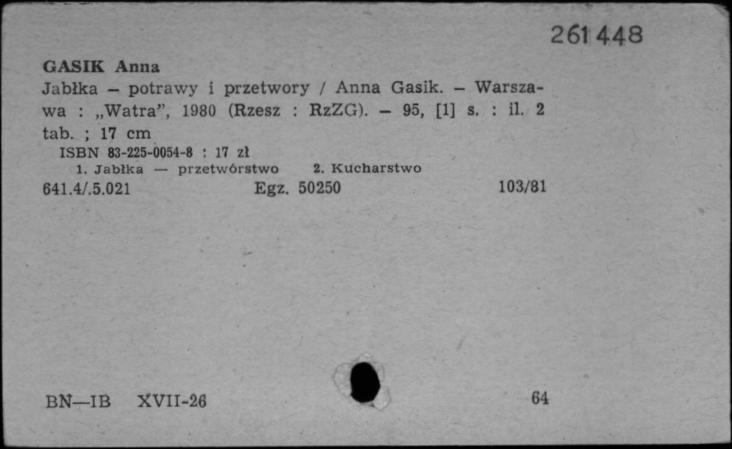 261 448
GASIK Anna
Jabłka — potrawy i przetwory / Anna Gasik. — Warsza-
wa : „Watra”, 1980 (Rzesz : RzZG). — 95, [1] s. : il. 2
tab. ; 17 cm
ISBN 83-225-0054-8 : 17 zł
1. Jabłka — przetwórstwo 2. Kucharstwo
641.4/.5.021 Egz. 50250 103/81
BN—IB XVII-26 64